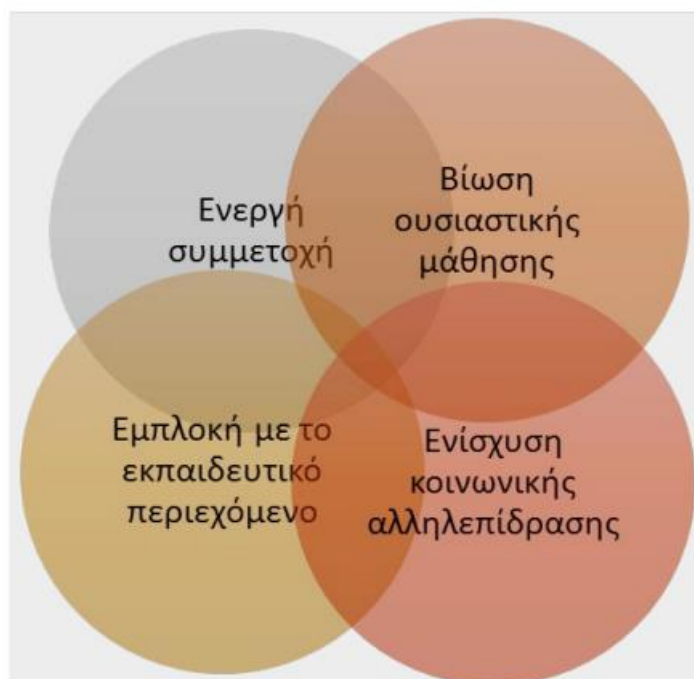 Ενεργή
συμμετοχή
Βίωση
ουσιαστικής
μάθησης
Εμπλοκή με το
εκπαιδευτικό
περιεχόμενο
Ενίσχυση
κοινωνικής
αλληλεπίδρασης